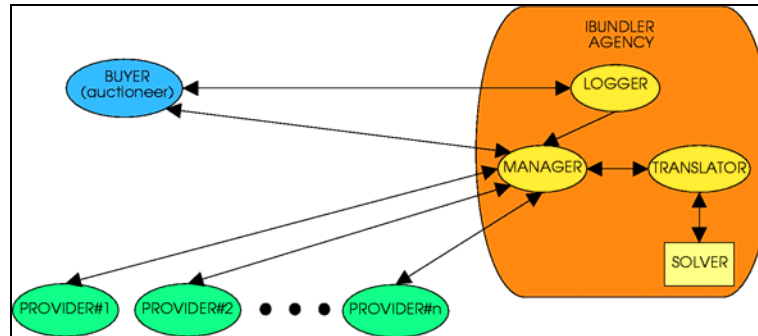 IBUNDLER
AGENCY
BUYER
(auctioneer)
LOGGER
MANAGER
TRANSLATOR
SOLVER
PROVIDER#1
PROVIDER#2
PROVIDER#n